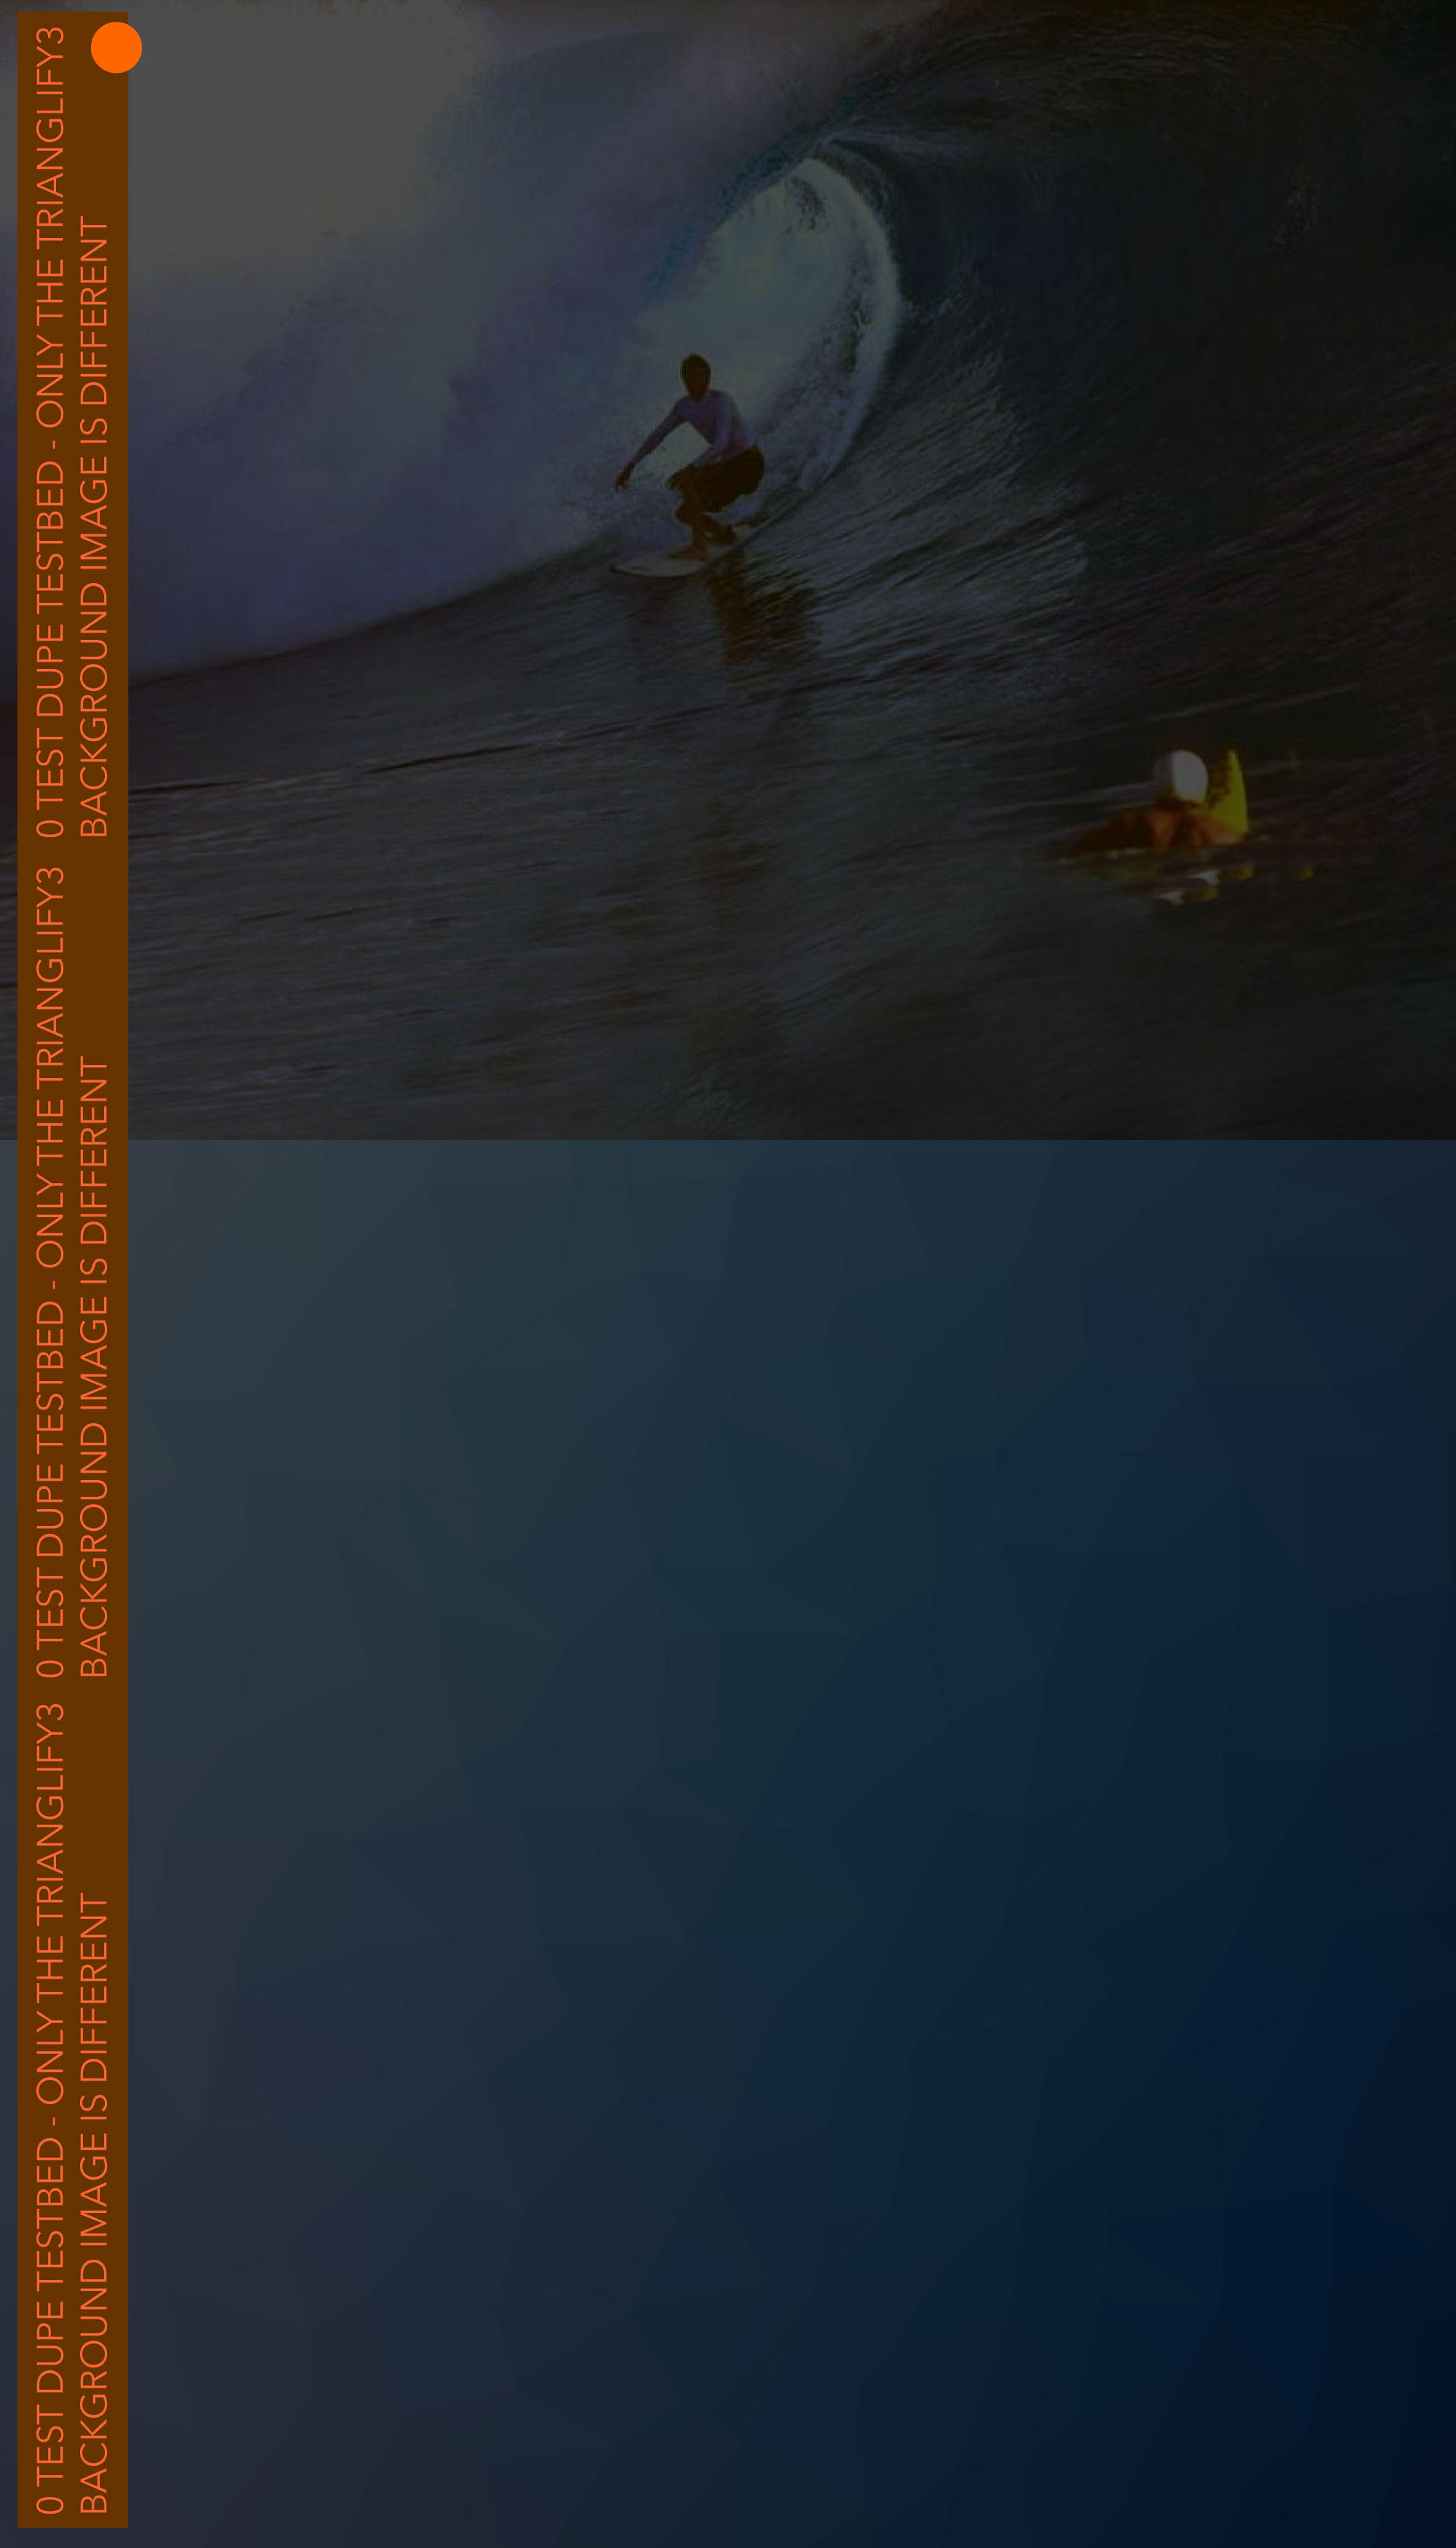 0 TEST DUPE TESTBED - ONLY THE TRIANGLIFY3
BACKGROUND IMAGE IS DIFFERENT
0 TEST DUPE TESTBED - ONLY THE TRIANGLIFY3
BACKGROUND IMAGE IS DIFFERENT
0 TEST DUPE TESTBED - ONLY THE TRIANGLIFY3
BACKGROUND IMAGE IS DIFFERENT